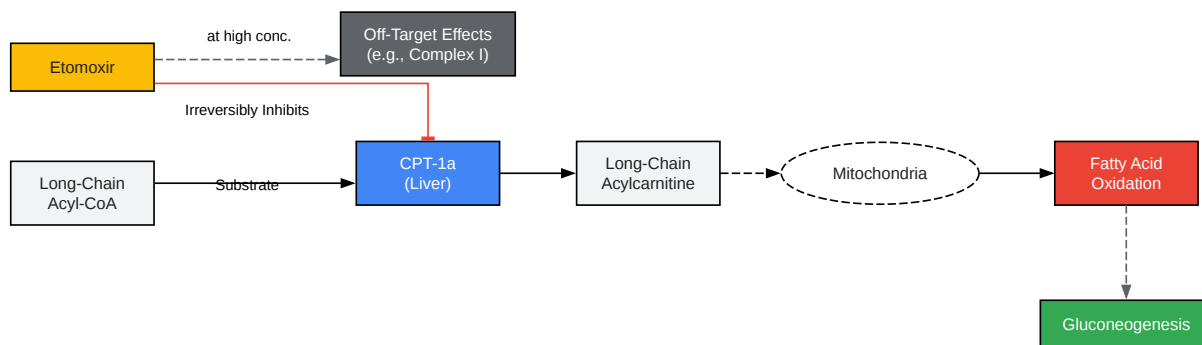 at high conc.
Off-Target Effects
(e.g., Complex I)
Etomoxir
Irreversibly Inhibits
Long-Chain
Acyl-CoA
Substrate
CPT-1a
(Liver)
Long-Chain
Acylcarnitine
Mitochondria
Fatty Acid
Oxidation
Gluconeogenesis